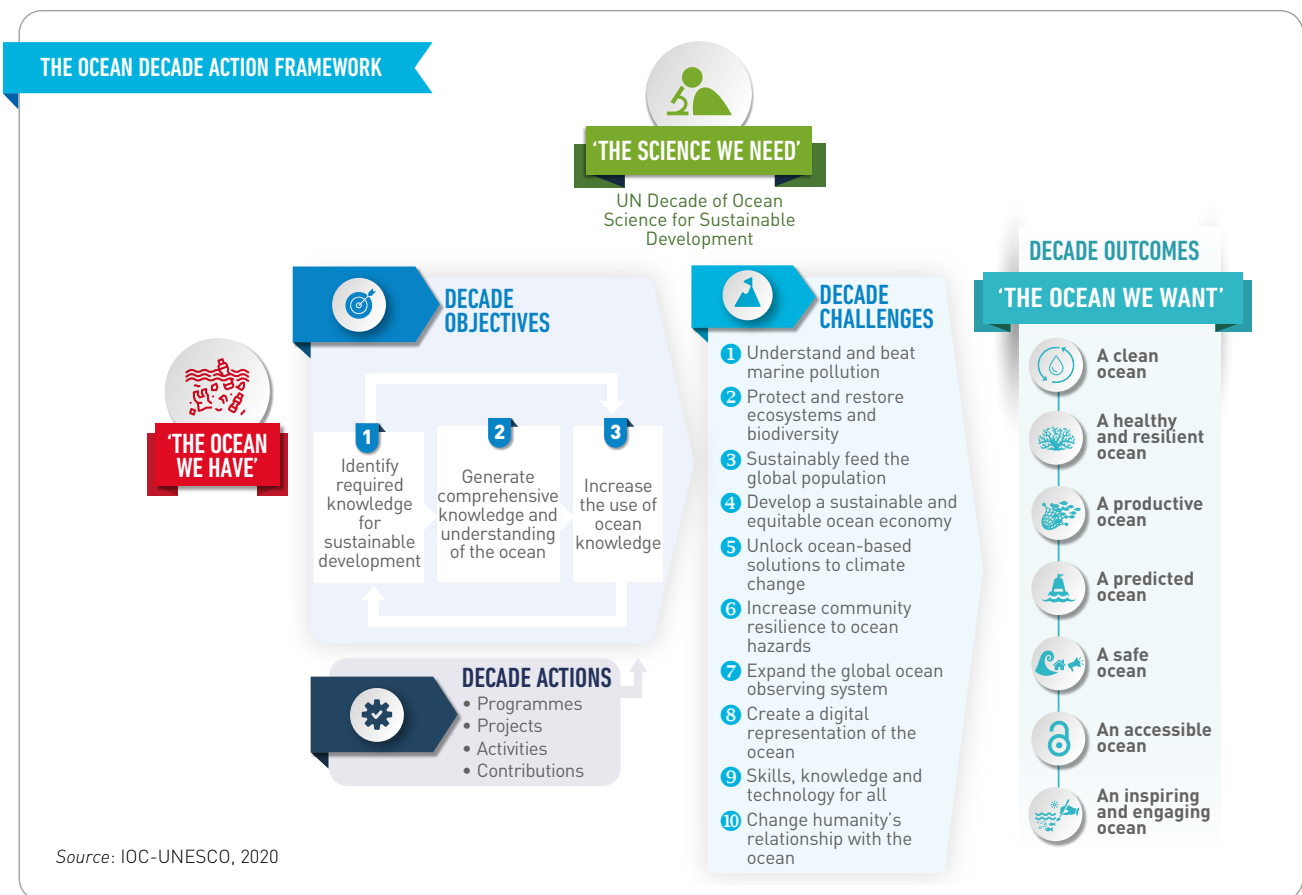 THE OCEAN DECADE ACTION FRAMEWORK
‘THE SCIENCE WE NEED’
UN Decade of Ocean
Science for Sustainable
Development
‘THE OCEAN
WE HAVE’
DECADE
OBJECTIVES
1
Identify
required
knowledge
for
sustainable
development
2
Generate
comprehensive
knowledge and
understanding
of the ocean
3
Increase
the use of
ocean
knowledge
DECADE ACTIONS
• Programmes
• Projects
• Activities
• Contributions
DECADE
CHALLENGES
1 Understand and beat
marine pollution
2 Protect and restore
ecosystems and
biodiversity
3 Sustainably feed the
global population
4 Develop a sustainable and
equitable ocean economy
5 Unlock ocean-based
solutions to climate
change
6 Increase community
resilience to ocean
hazards
7 Expand the global ocean
observing system
8 Create a digital
representation of the
ocean
9 Skills, knowledge and
technology for all
10 Change humanity’s
relationship with the
ocean
DECADE OUTCOMES
‘THE OCEAN WE WANT’
A clean
ocean
A healthy
and resilient
ocean
A productive
ocean
A predicted
ocean
A safe
ocean
An accessible
ocean
An inspiring
and engaging
ocean
Source: IOC-UNESCO, 2020